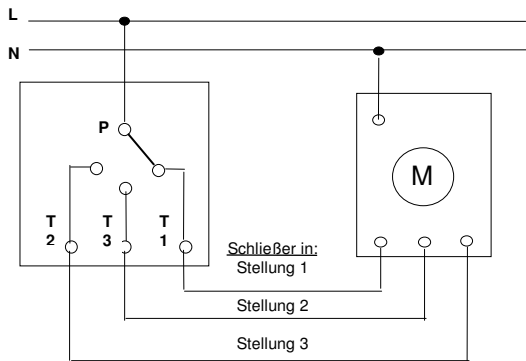 L
N
P
M
T
2
T
3
T
1
Schließer in:
Stellung 1
Stellung 2
Stellung 3